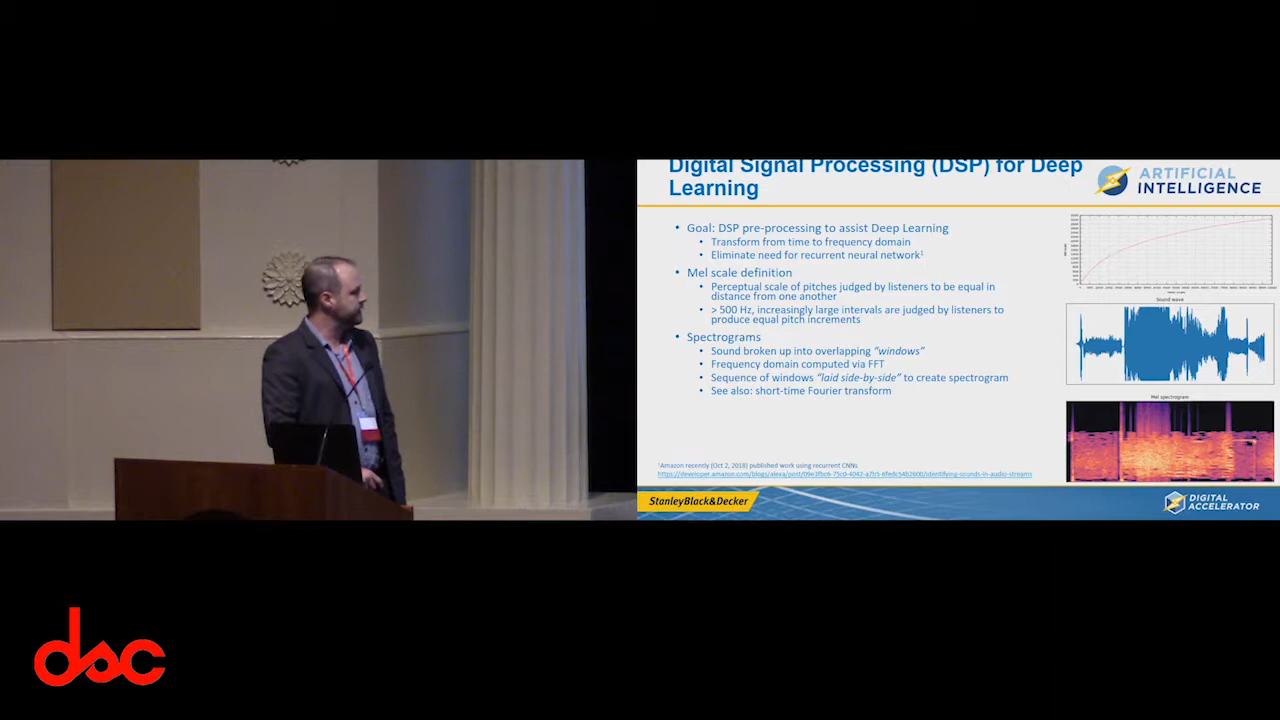 Digital Signal Processing (DSP) for Deep
Learning
ARTIFICIAL
INTELLIGENCE
• Goal: DSP pre-processing to assist Deep Learning
• Transform from time to frequency domain
• Eliminate need for recurrent neural network¹
• Mel scale definition
• Perceptual scale of pitches judged by listeners to be equal in
distance from one another
• > 500 Hz, increasingly large intervals are judged by listeners to
produce equal pitch increments
• Spectrograms
• Sound broken up into overlapping “windows”
• Frequency domain computed via FFT
• Sequence of windows “laid side-by-side” to create spectrogram
• See also: short-time Fourier transform
Sound wave
Mel spectrogram
¹Amazon recently (Oct 2, 2018) published work using recurrent CNNs
StanleyBlack&Decker
DIGITAL
ACCELERATOR
dsc